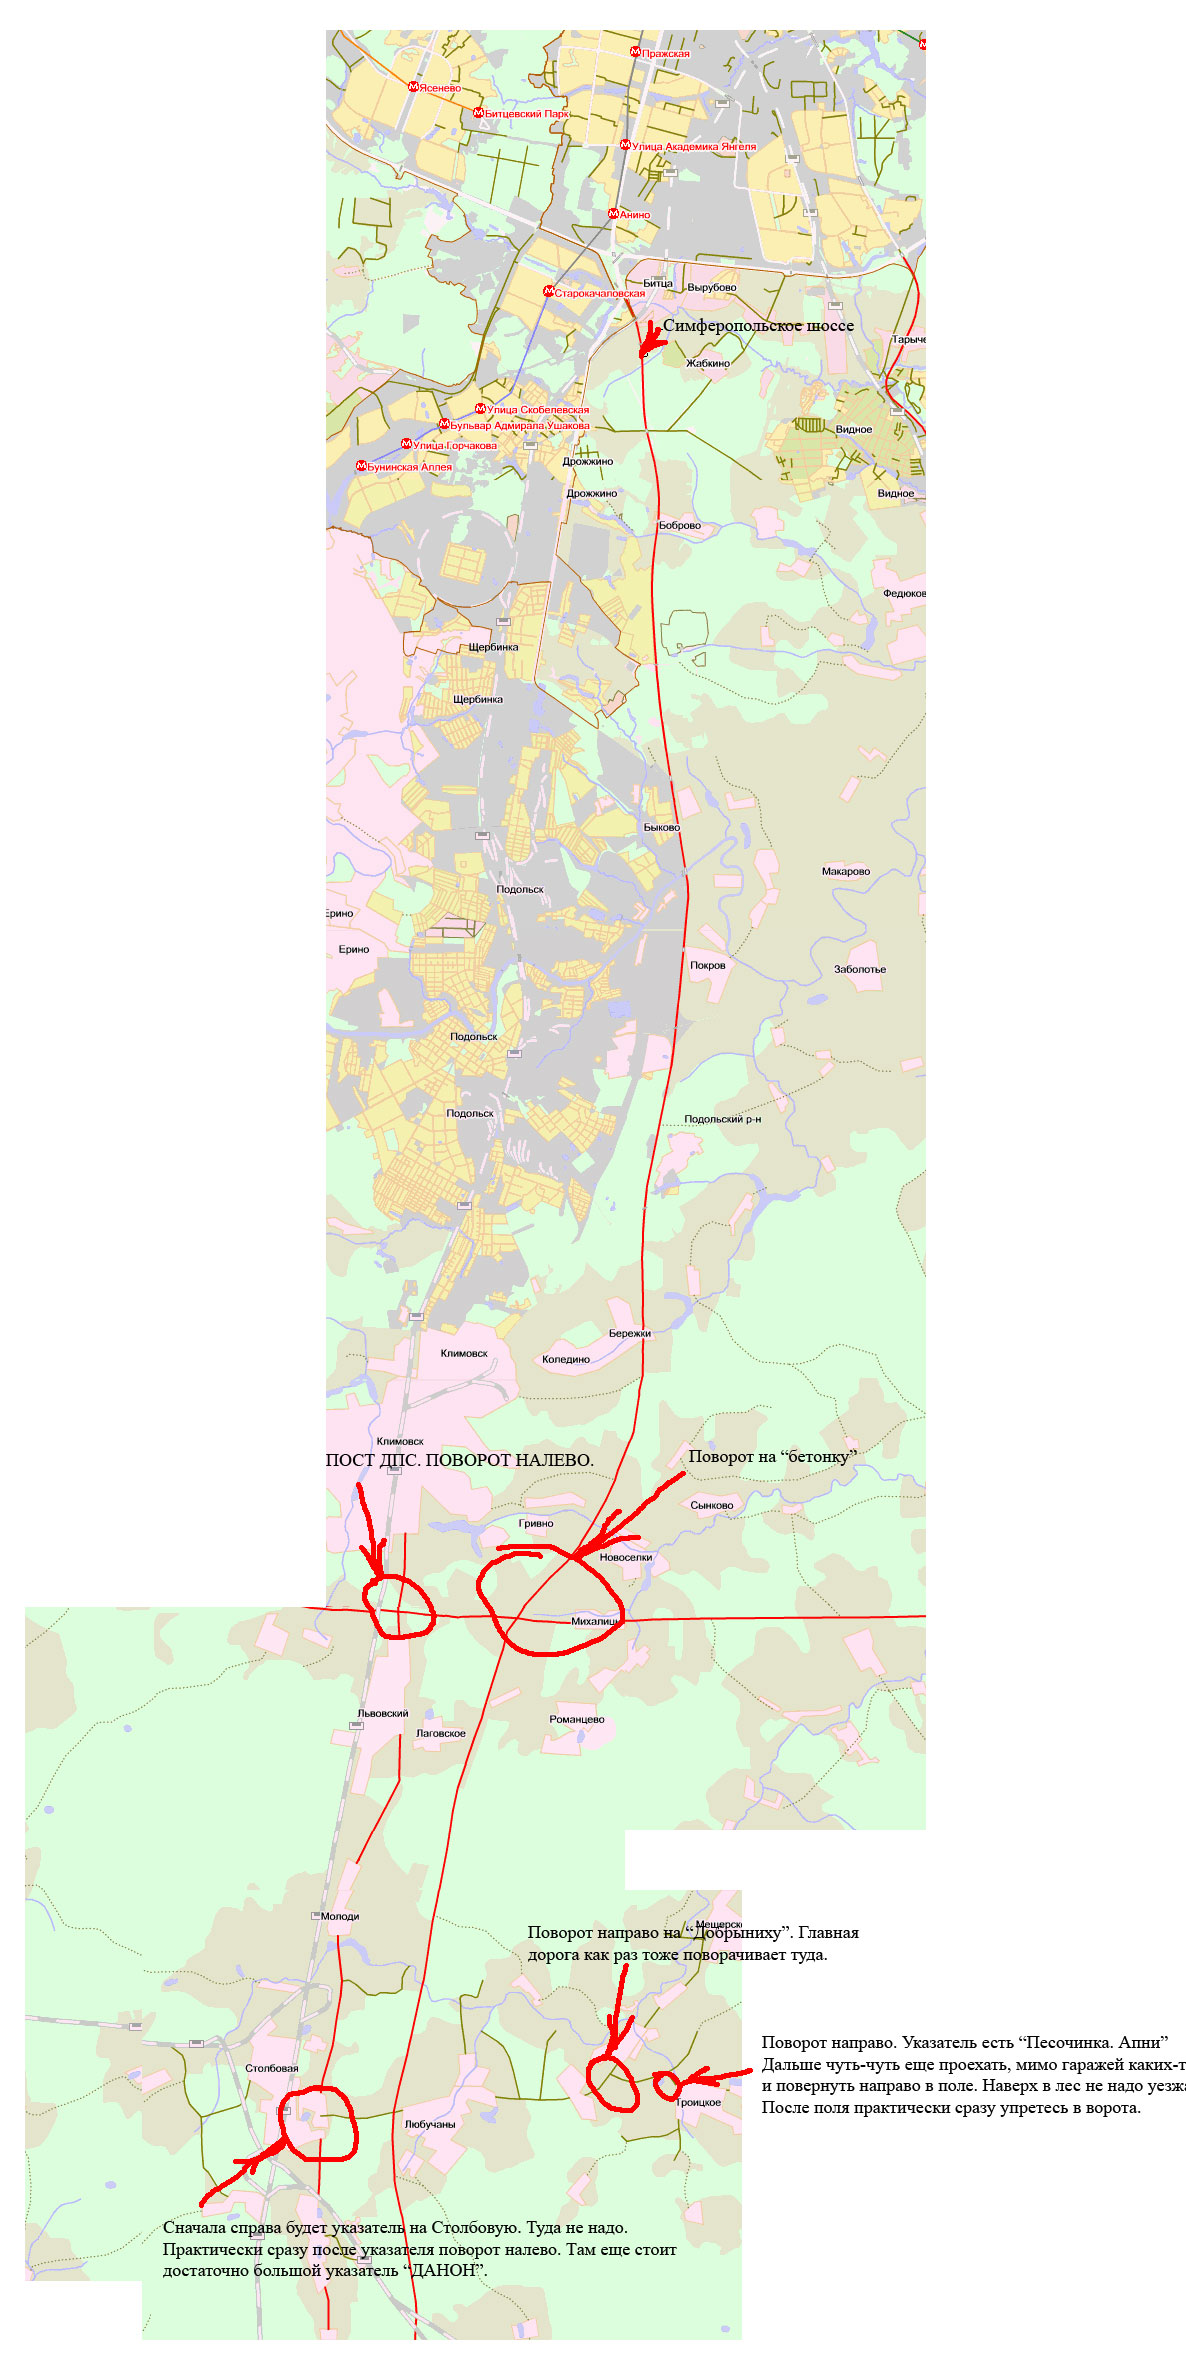 Пражская
Ясенево
Битцевский Парк
Улица Академика Янгеля
Анино
Битца
Вырубово
Старокачаловская
Симферопольское шоссе
Тарыче
Жабкино
Улица Скобелевская
Бульвар Адмирала Ушакова
Видное
Улица Горчакова
Бунинская Аллея
Дрожжино
Дрожжино
Видное
Боброво
Федюков
Щербинка
Щербинка
Быково
Макарово
Подольск
Ерино
Ерино
Покров
Заболотье
Подольск
Подольск
Подольский р-н
Бережки
Климовск
Коледино
Климовск
ПОСТ ДПС. ПОВОРОТ НАЛЕВО.
Поворот на “бетонку”
Сынково
Гривно
Новоселки
Михалиц
Львовский
Лаговское
Романцево
Молоди
Мещерск
Поворот направо на “Добрыниху”. Главная
дорога как раз тоже поворачивает туда.
Поворот направо. Указатель есть “Песочинка. Апни”
Дальше чуть-чуть еще проехать, мимо гаражей каких-т
и повернуть направо в поле. Наверх в лес не надо уезжа
После поля практически сразу упретесь в ворота.
Столбовая
Троицкое
Любучаны
Сначала справа будет указатель на Столбовую. Туда не надо.
Практически сразу после указателя поворот налево. Там еще стоит
достаточно большой указатель “ДАНОН”.